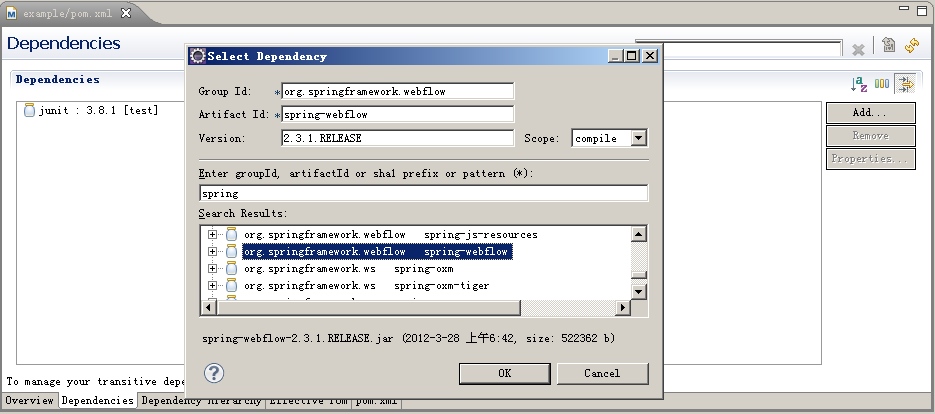 example/pom.xml
Dependencies
Select Dependency
Dependencies
junit : 3.8.1 [test]
Add...
Remove
Properties...
Group Id: *org.springframework.webflow
Artifact Id: *spring-webflow
Version: 2.3.1.RELEASE Scope: compile
Enter groupId, artifactId or sha1 prefix or pattern (*):
spring
Search Results:
org.springframework.webflow spring-js-resources
org.springframework.webflow spring-webflow
org.springframework.ws spring-oxm
org.springframework.ws spring-oxm-tiger
spring-webflow-2.3.1.RELEASE.jar (2012-3-28 上午6:42, size: 522362 b)
OK Cancel
To manage your transitive depe
Overview Dependencies Dependency Hierarchy Effective POM pom.xml